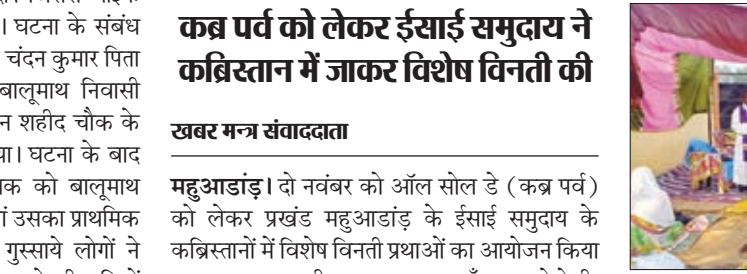 । घटना के संबंध
चंदन कुमार पिता
बालूमाथ निवासी
न शहीद चौक के
या। घटना के बाद
क को बालूमाथ
ां उसका प्राथमिक
गुस्साये लोगों ने
कब्र पर्व को लेकर ईसाई समुदाय ने
कब्रिस्तान में जाकर विशेष विनती की
खबर मन्त्र संवाददाता
महुआडांड़। दो नवंबर को ऑल सोल डे (कब्र पर्व)
को लेकर प्रखंड महुआडांड़ के ईसाई समुदाय के
कब्रिस्तानों में विशेष विनती प्रथाओं का आयोजन किया